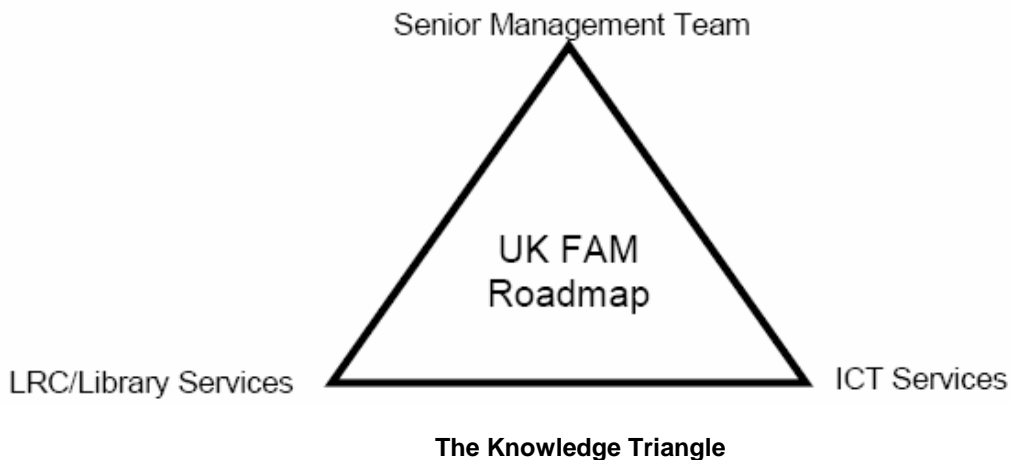 Senior Management Team
UK FAM
Roadmap
LRC/Library Services
ICT Services
The Knowledge Triangle